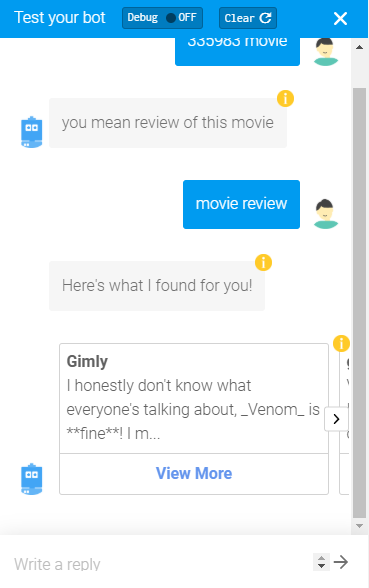 Test your bot Debug OFF Clear
335983 movie
you mean review of this movie
movie review
Here's what I found for you!
Gimly
I honestly don't know what
everyone's talking about, _Venom_ is
**fine**! I m...
View More
Write a reply